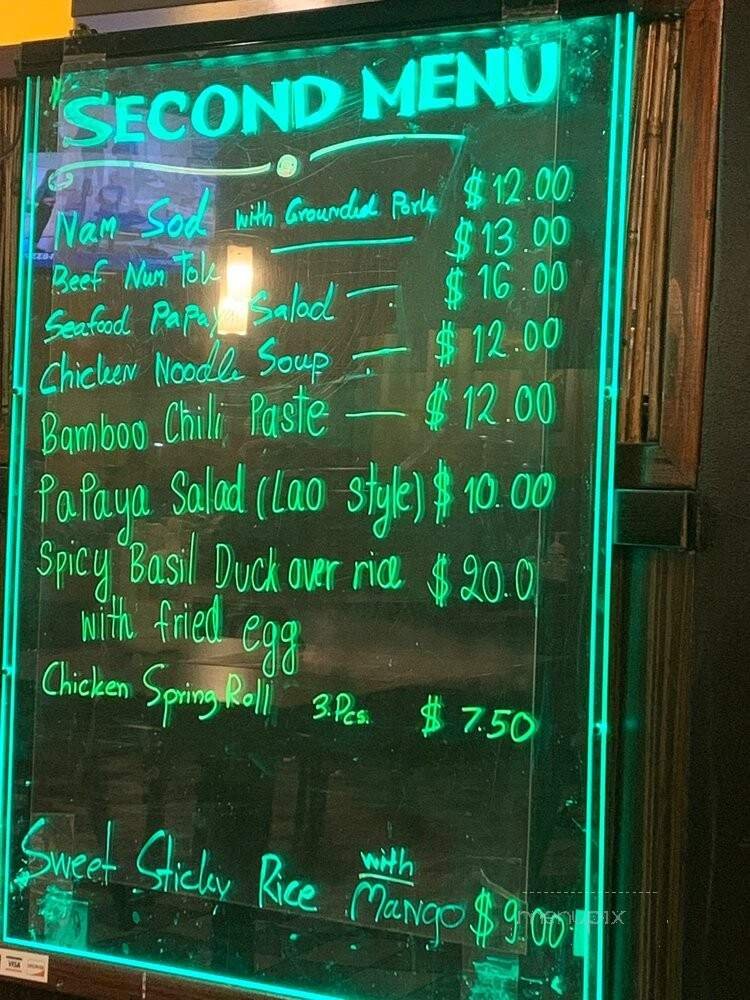 SECOND MENU
Nam Sod with Grounded Pork $12.00
Beef Num Tok — $13.00
Seafood PaPaya Salad — $16.00
Chicken Noodle Soup — $12.00
Bamboo Chili Paste — $12.00
PaPaya Salad (Lao style) $10.00
Spicy Basil Duck over rice $20.0
with fried egg
Chicken Spring Roll 3.Pcs. $7.50
Sweet Sticky Rice with Mango $9.00
menupix
VISA